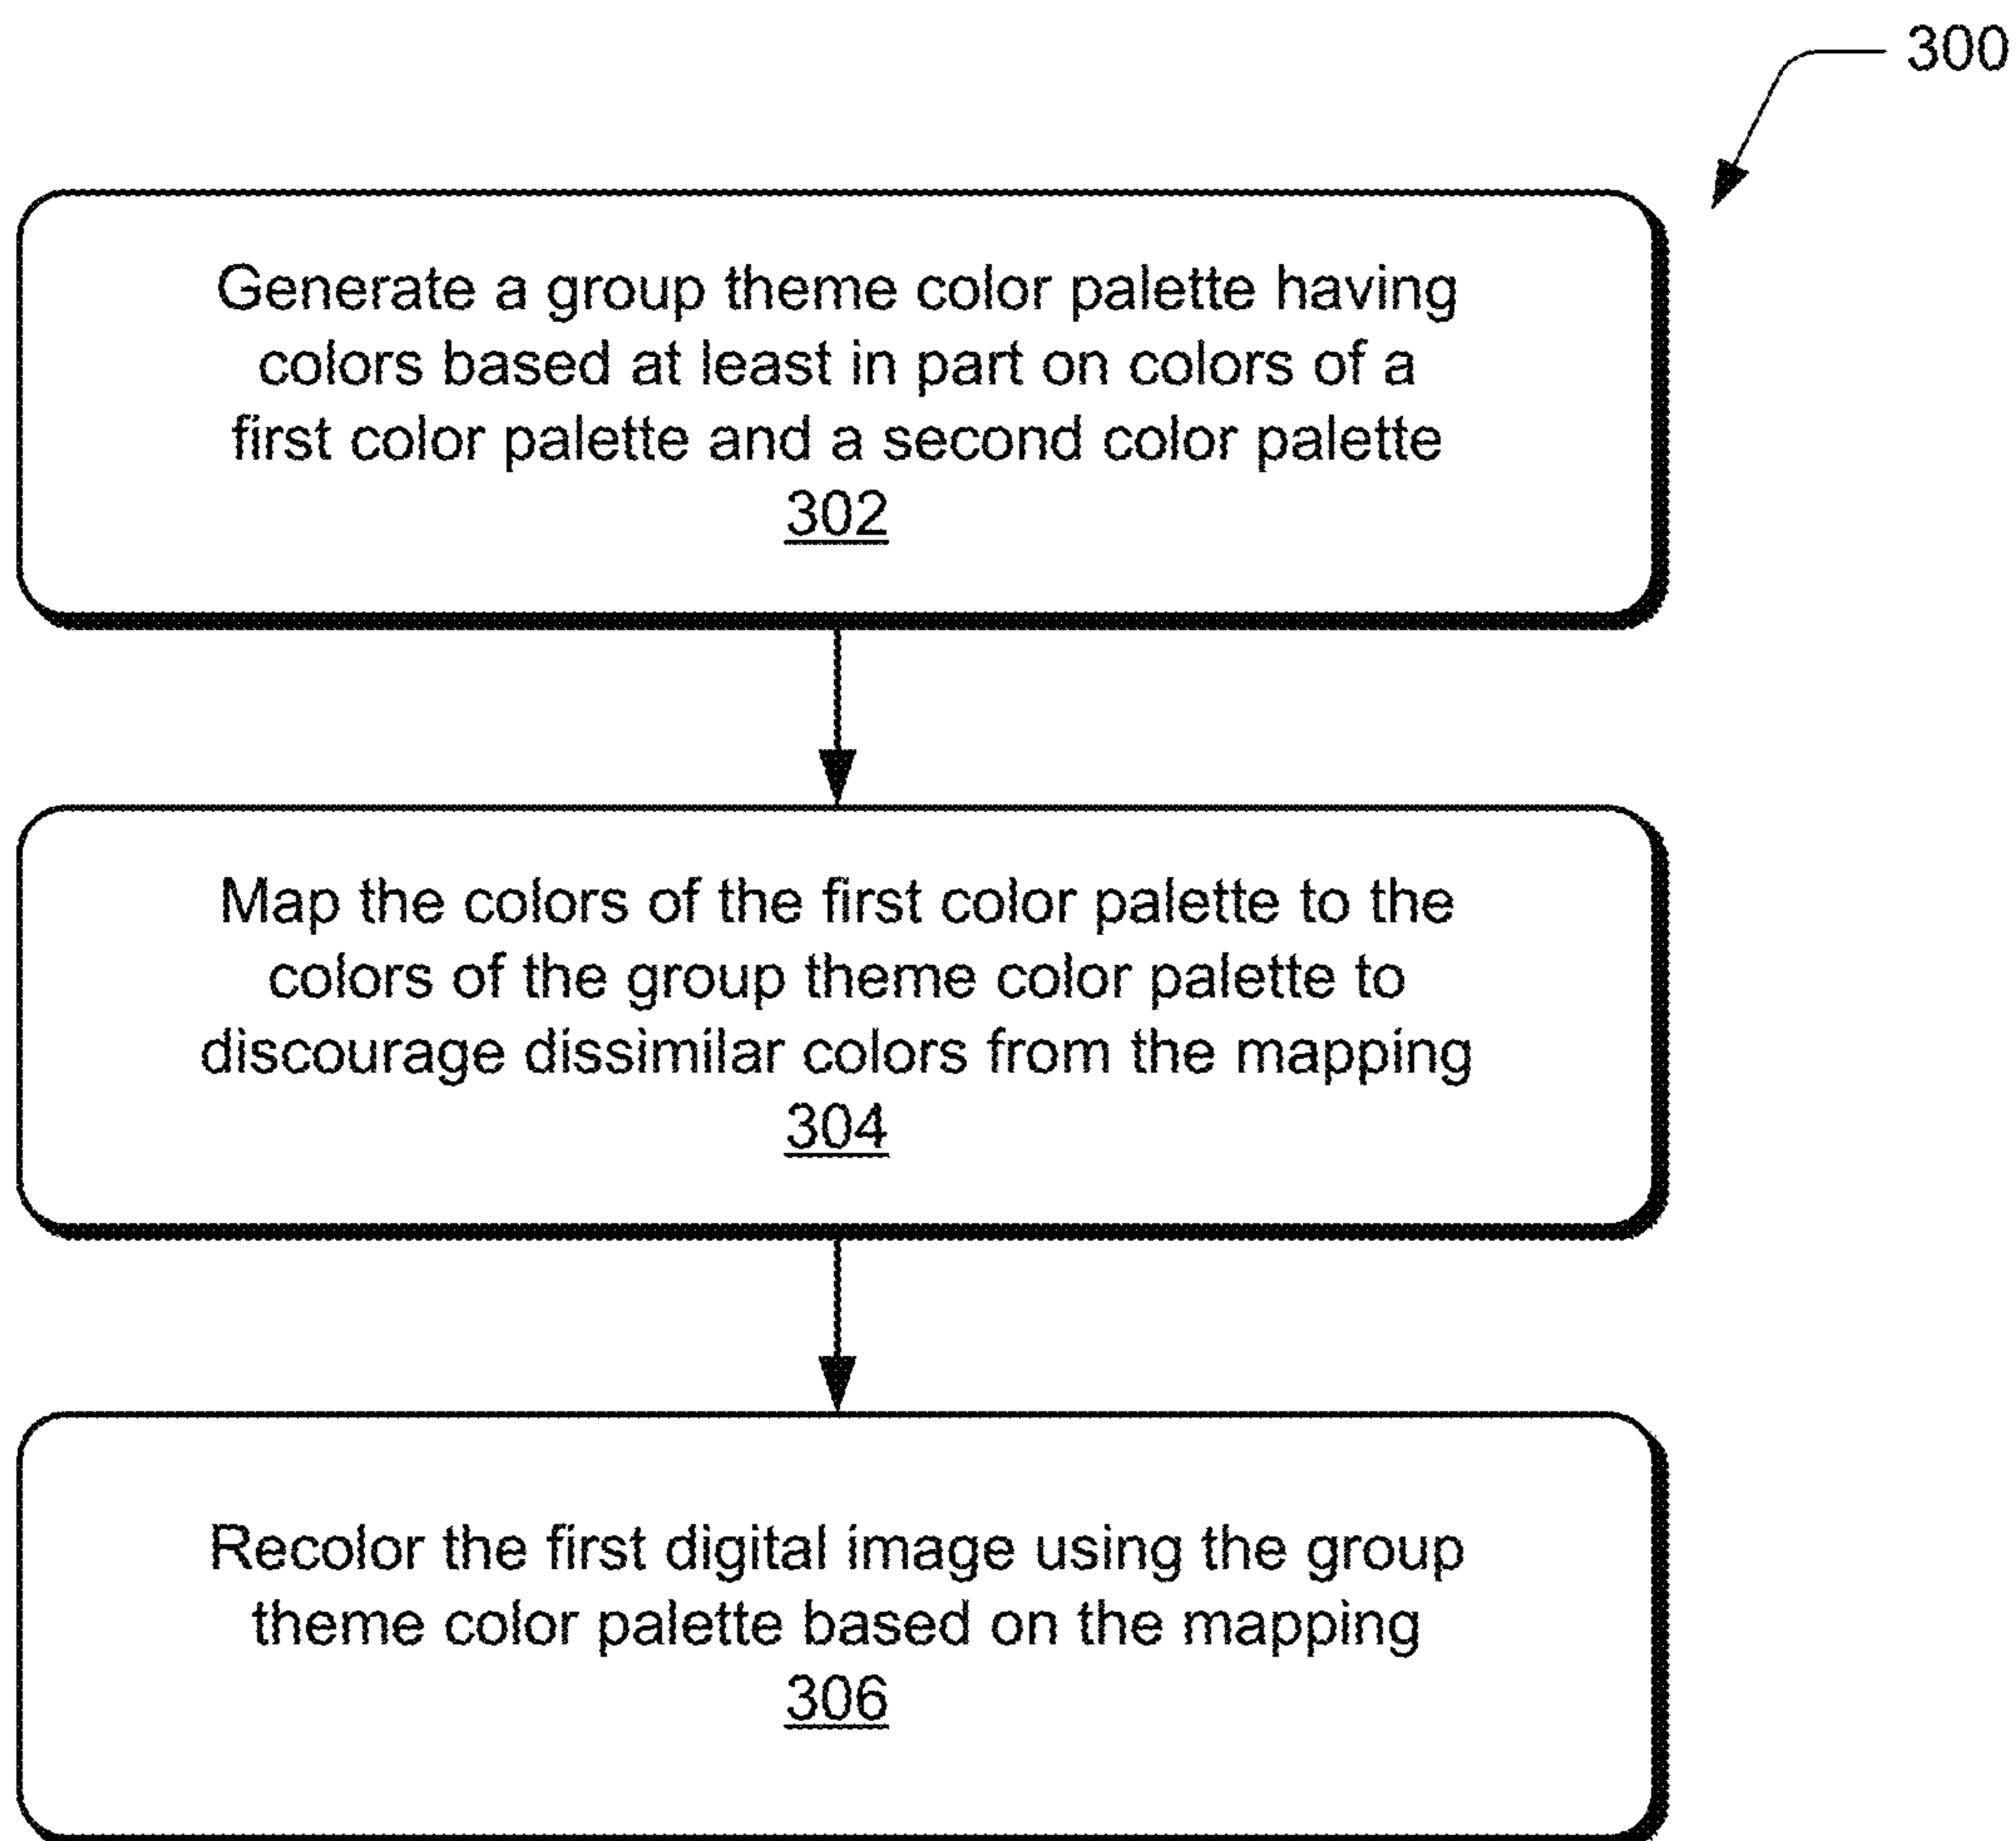 300
Generate a group theme color palette having
colors based at least in part on colors of a
first color palette and a second color palette
302
Map the colors of the first color palette to the
colors of the group theme color palette to
discourage dissimilar colors from the mapping
304
Recolor the first digital image using the group
theme color palette based on the mapping
306